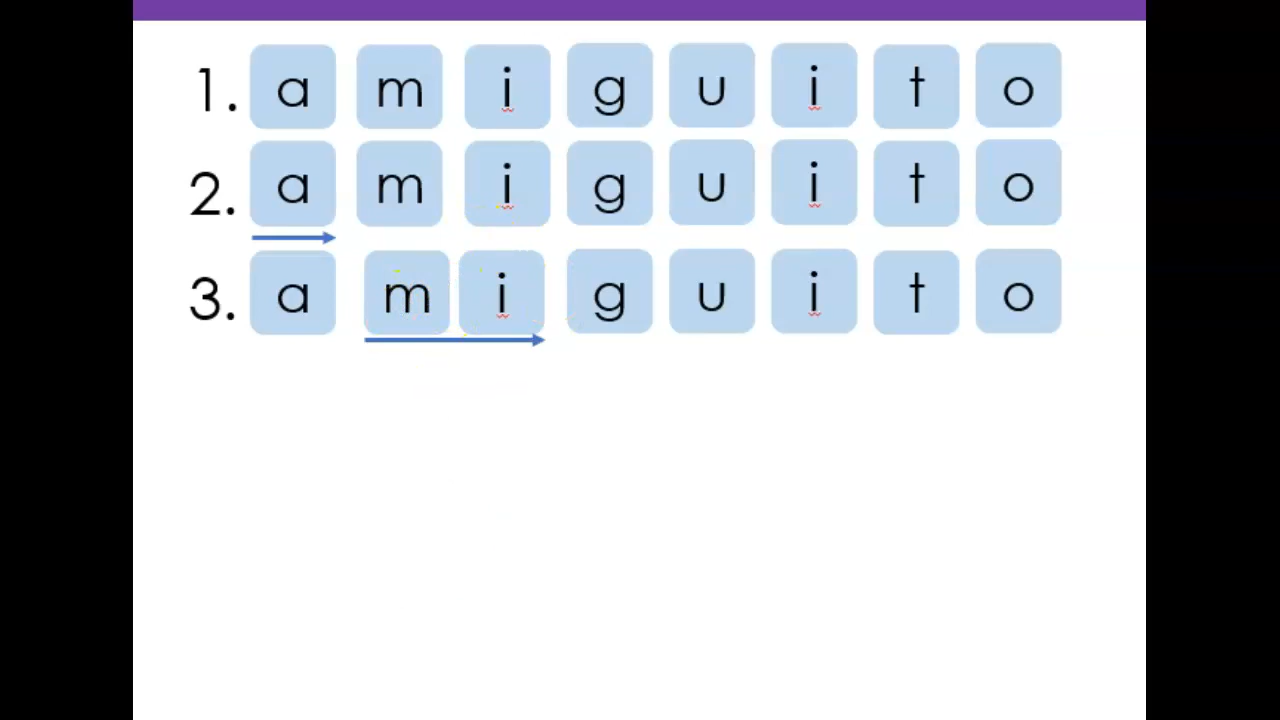 1. a m i g u i t o
2. a m i g u i t o
3. a m i g u i t o